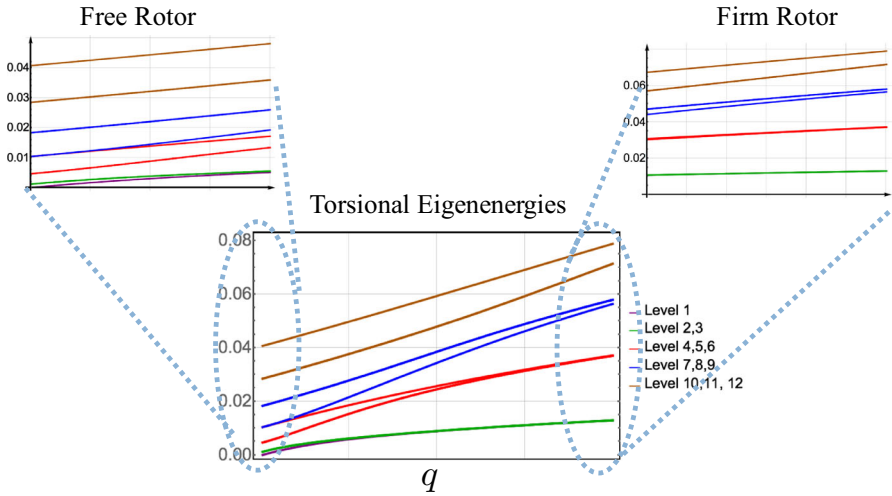 Free Rotor
Firm Rotor
0.04
0.03
0.02
0.01
0.06
0.04
0.02
Torsional Eigenenergies
0.08
0.06
0.04
0.02
0.00
Level 1
Level 2,3
Level 4,5,6
Level 7,8,9
Level 10,11, 12
q